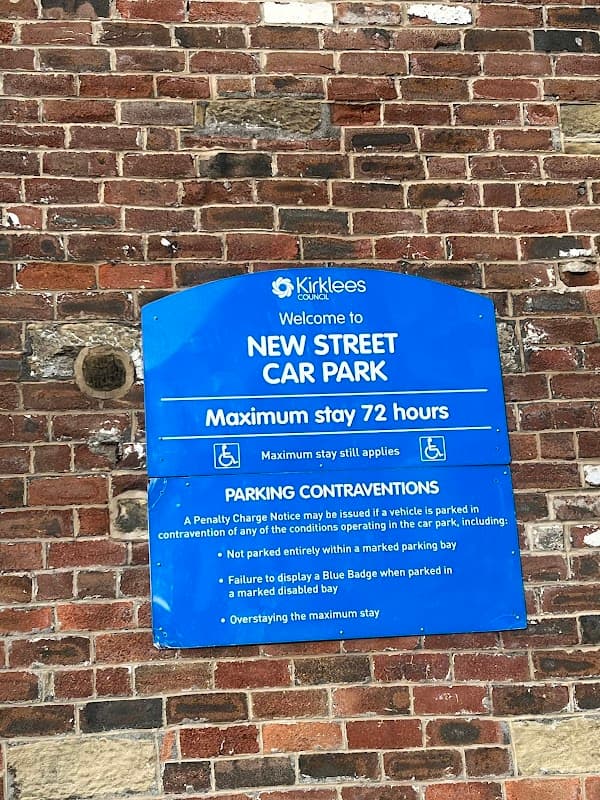 Kirklees
COUNCIL
Welcome to
NEW STREET
CAR PARK
Maximum stay 72 hours
Maximum stay still applies
PARKING CONTRAVENTIONS
A Penalty Charge Notice may be issued if a vehicle is parked in
contravention of any of the conditions operating in the car park, including:
• Not parked entirely within a marked parking bay
• Failure to display a Blue Badge when parked in
a marked disabled bay
• Overstaying the maximum stay